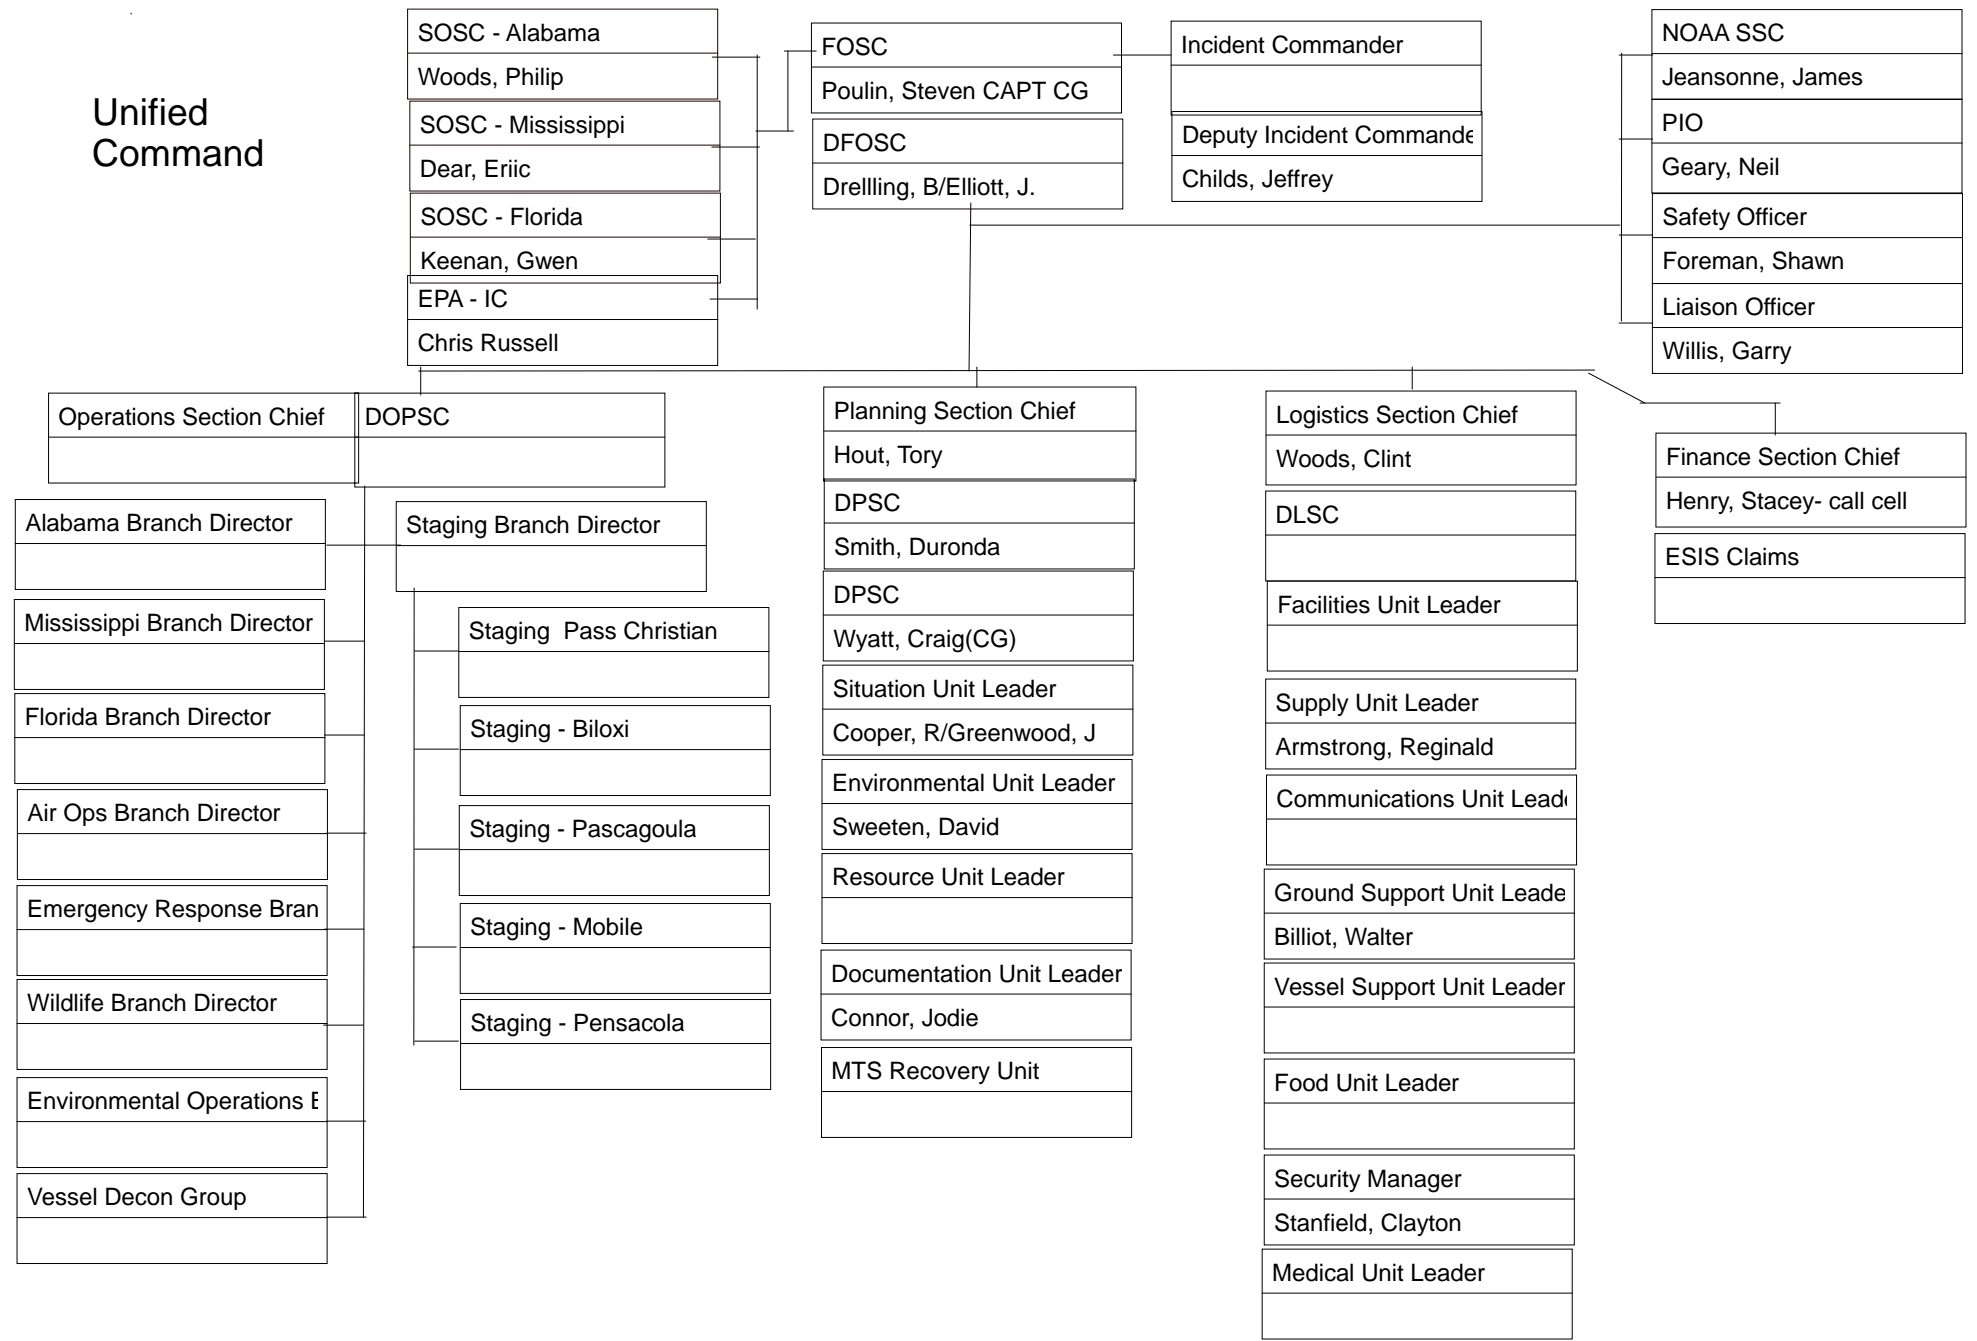 Unified
Command
SOSC - Alabama
Woods, Philip
SOSC - Mississippi
Dear, Eriic
SOSC - Florida
Keenan, Gwen
EPA - IC
Chris Russell
FOSC
Poulin, Steven CAPT CG
DFOSC
Drellling, B/Elliott, J.
Incident Commander
Deputy Incident Commande
Childs, Jeffrey
NOAA SSC
Jeansonne, James
PIO
Geary, Neil
Safety Officer
Foreman, Shawn
Liaison Officer
Willis, Garry
Operations Section Chief
DOPSC
Alabama Branch Director
Mississippi Branch Director
Florida Branch Director
Air Ops Branch Director
Emergency Response Bran
Wildlife Branch Director
Environmental Operations B
Vessel Decon Group
Staging Branch Director
Staging  Pass Christian
Staging - Biloxi
Staging - Pascagoula
Staging - Mobile
Staging - Pensacola
Planning Section Chief
Hout, Tory
DPSC
Smith, Duronda
DPSC
Wyatt, Craig(CG)
Situation Unit Leader
Cooper, R/Greenwood, J
Environmental Unit Leader
Sweeten, David
Resource Unit Leader
Documentation Unit Leader
Connor, Jodie
MTS Recovery Unit
Logistics Section Chief
Woods, Clint
DLSC
Facilities Unit Leader
Supply Unit Leader
Armstrong, Reginald
Communications Unit Leade
Ground Support Unit Leade
Billiot, Walter
Vessel Support Unit Leader
Food Unit Leader
Security Manager
Stanfield, Clayton
Medical Unit Leader
Finance Section Chief
Henry, Stacey- call cell
ESIS Claims